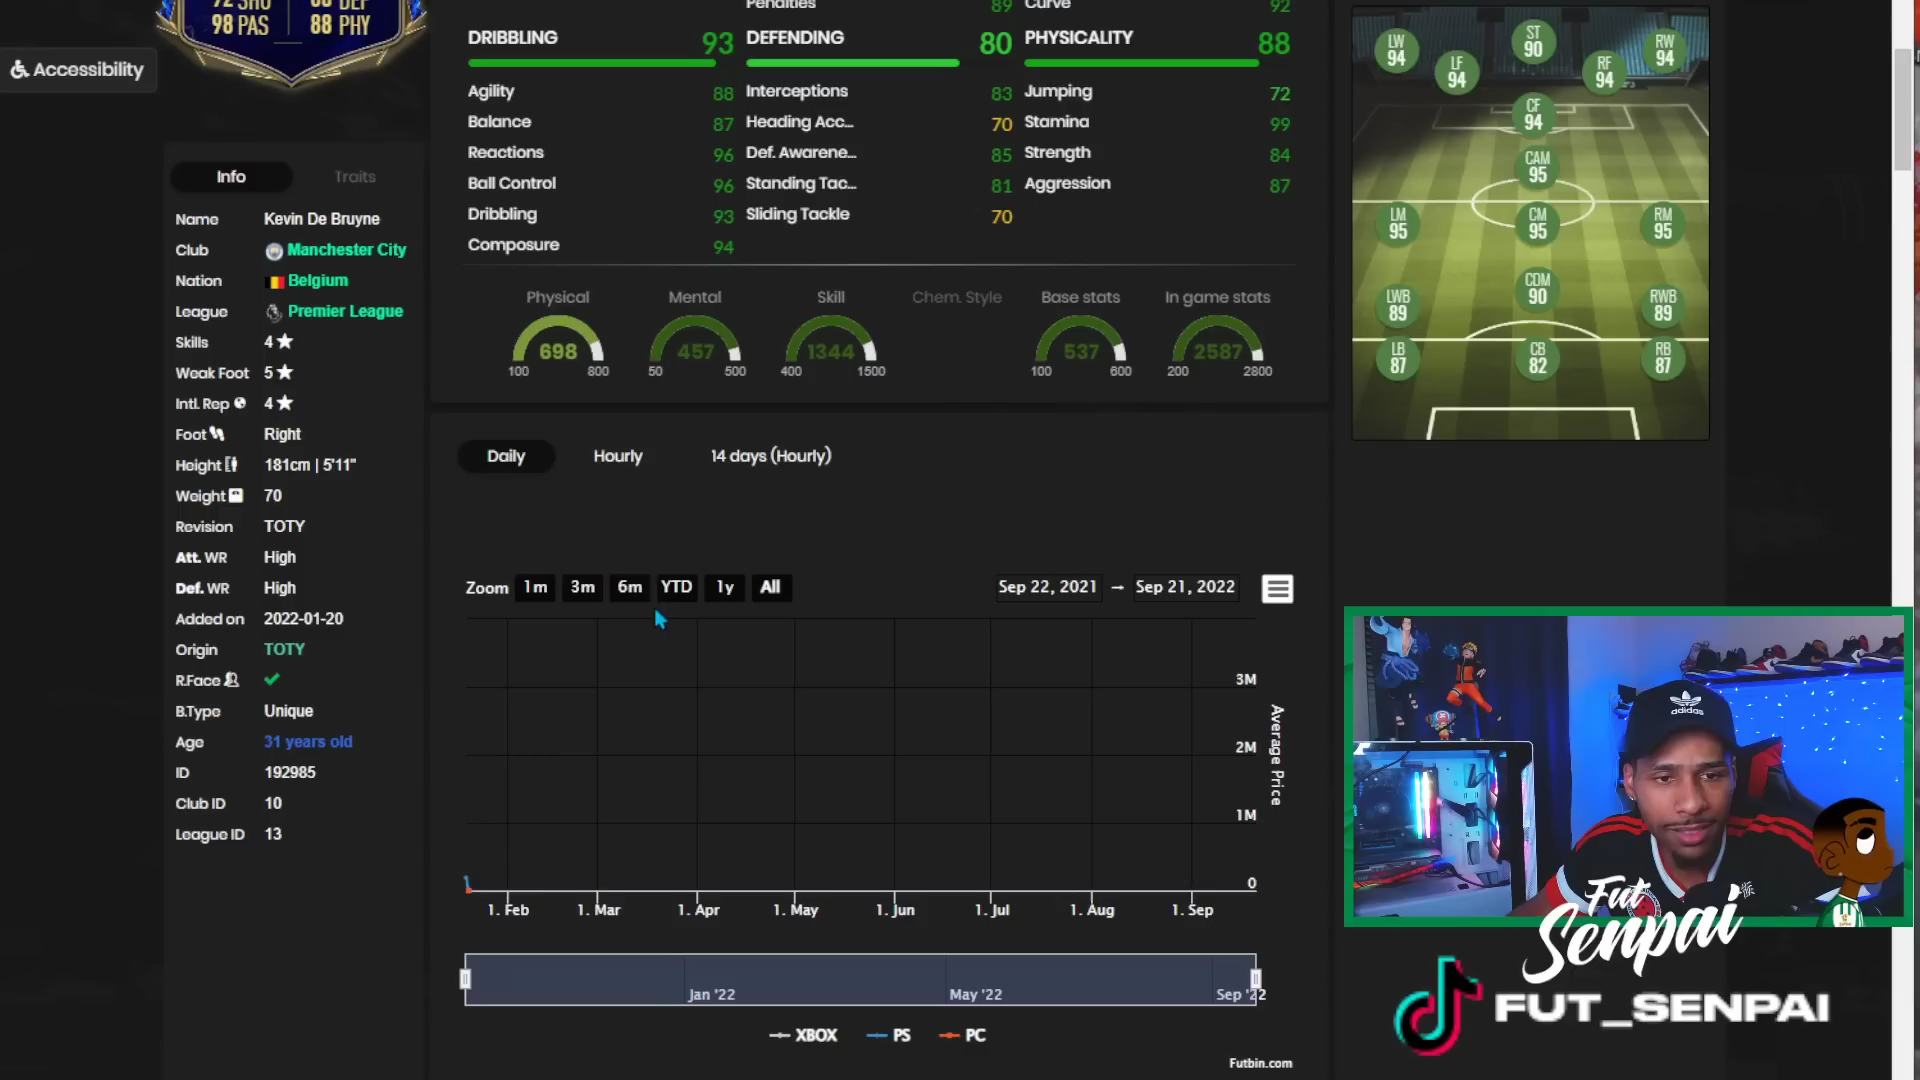 72 SHO
98 PAS 88 PHY
Accessibility
Penalties 89 Curve 92
DRIBBLING 93 DEFENDING 80 PHYSICALITY 88
Agility 88 Interceptions 83 Jumping 72
Balance 87 Heading Acc... 70 Stamina 99
Reactions 96 Def. Awarene... 85 Strength 84
Ball Control 96 Standing Tac... 81 Aggression 87
Dribbling 93 Sliding Tackle 70
Composure 94
Physical Mental Skill Chem. Style Base stats In game stats
698 457 1344 537 2587
100 800 50 500 400 1500 100 600 200 2800
Info Traits
Name Kevin De Bruyne
Club Manchester City
Nation Belgium
League Premier League
Skills 4
Weak Foot 5
Intl. Rep 4
Foot Right
Height 181cm | 5'11"
Weight 70
Revision TOTY
Att. WR High
Def. WR High
Added on 2022-01-20
Origin TOTY
R.Face
B.Type Unique
Age 31 years old
ID 192985
Club ID 10
League ID 13
Daily Hourly 14 days (Hourly)
Zoom 1m 3m 6m YTD 1y All Sep 22, 2021 → Sep 21, 2022
3M
2M
1M
0
Average Price
1. Feb 1. Mar 1. Apr 1. May 1. Jun 1. Jul 1. Aug 1. Sep
Jan '22 May '22 Sep '22
XBOX PS PC
Futbin.com
LW 94
ST 90
RW 94
LF 94
RF 94
CF 94
CAM 95
LM 95
CM 95
RM 95
CDM 90
LWB 89
RWB 89
LB 87
CB 82
RB 87
adidas
Fut
Senpai
FUT_SENPAI